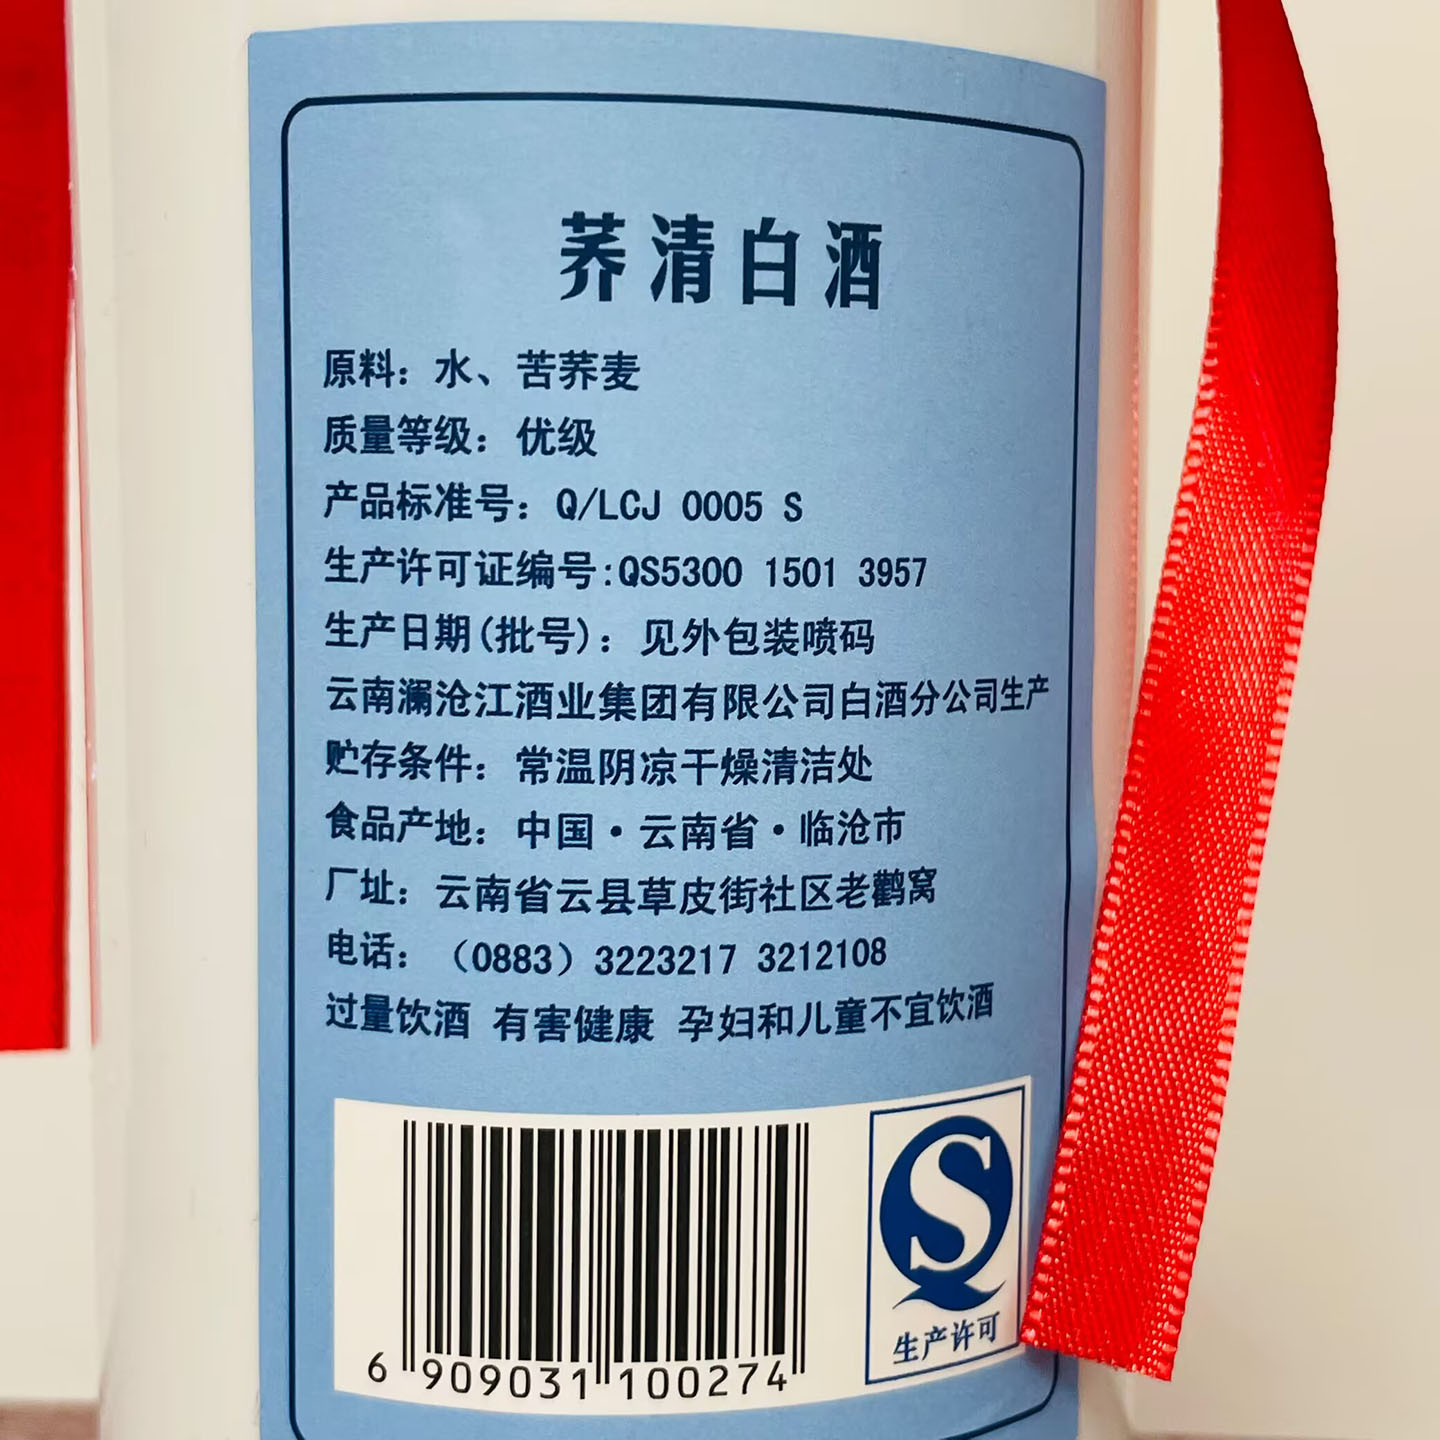 荞清白酒
原料：水、苦荞麦
质量等级：优级
产品标准号：Q/LCJ 0005 S
生产许可证编号:QS5300 1501 3957
生产日期(批号)：见外包装喷码
云南澜沧江酒业集团有限公司白酒分公司生产
贮存条件：常温阴凉干燥清洁处
食品产地：中国·云南省·临沧市
厂址：云南省云县草皮街社区老鹳窝
电话：（0883）3223217 3212108
过量饮酒 有害健康 孕妇和儿童不宜饮酒
6 909031 100274
QS
生产许可